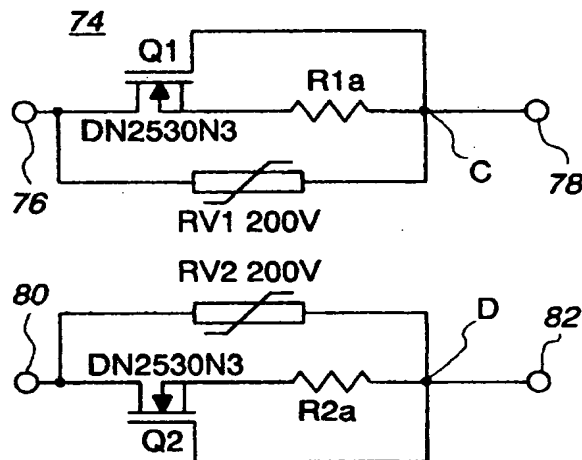 74
Q1
R1a
DN2530N3
76
C
78
RV1 200V
RV2 200V
80
D
82
DN2530N3
R2a
Q2